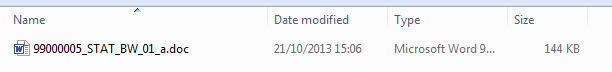 Name Date modified Type Size
99000005_STAT_BW_01_a.doc 21/10/2013 15:06 Microsoft Word 9... 144 KB